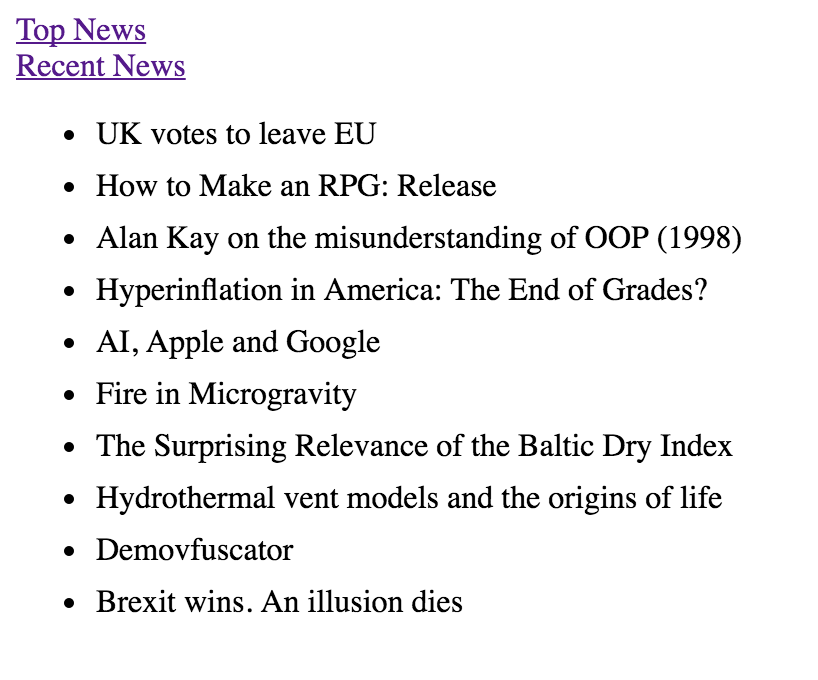 Top News
Recent News
UK votes to leave EU
How to Make an RPG: Release
Alan Kay on the misunderstanding of OOP (1998)
Hyperinflation in America: The End of Grades?
AI, Apple and Google
Fire in Microgravity
The Surprising Relevance of the Baltic Dry Index
Hydrothermal vent models and the origins of life
Demovfuscator
Brexit wins. An illusion dies